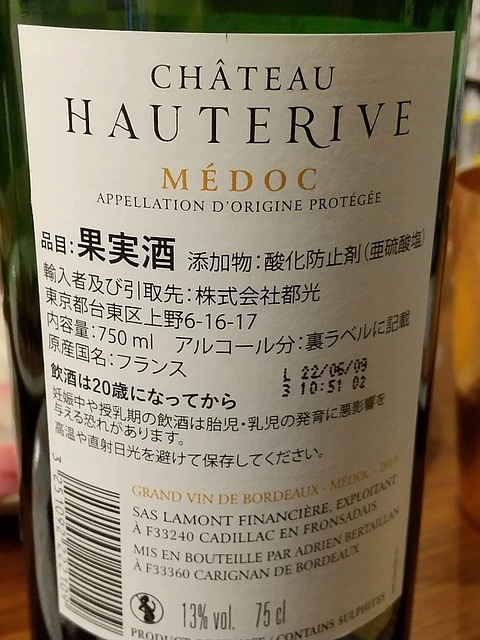 CHÂTEAU
HAUTERIVE
MÉDOC
APPELLATION D'ORIGINE PROTÉGÉE
品目:果実酒 添加物:酸化防止剤(亜硫酸塩)
輸入者及び引取先:株式会社都光
東京都台東区上野6-16-17
内容量:750 ml アルコール分:裏ラベルに記載
原産国名:フランス
L 22/06/09
3 10:51 02
飲酒は20歳になってから
妊娠中や授乳期の飲酒は胎児・乳児の発育に悪影響を
与える恐れがあります。
高温や直射日光を避けて保存してください。
GRAND VIN DE BORDEAUX - MÉDOC -
SAS LAMONT FINANCIÈRE, EXPLOITANT
À F33240 CADILLAC EN FRONSADAIS
MIS EN BOUTEILLE PAR ADRIEN BERTAILLAN
À F33360 CARIGNAN DE BORDEAUX
13% vol. 75 cl
PRODUCT OF FRANCE / CONTAINS SULPHITES